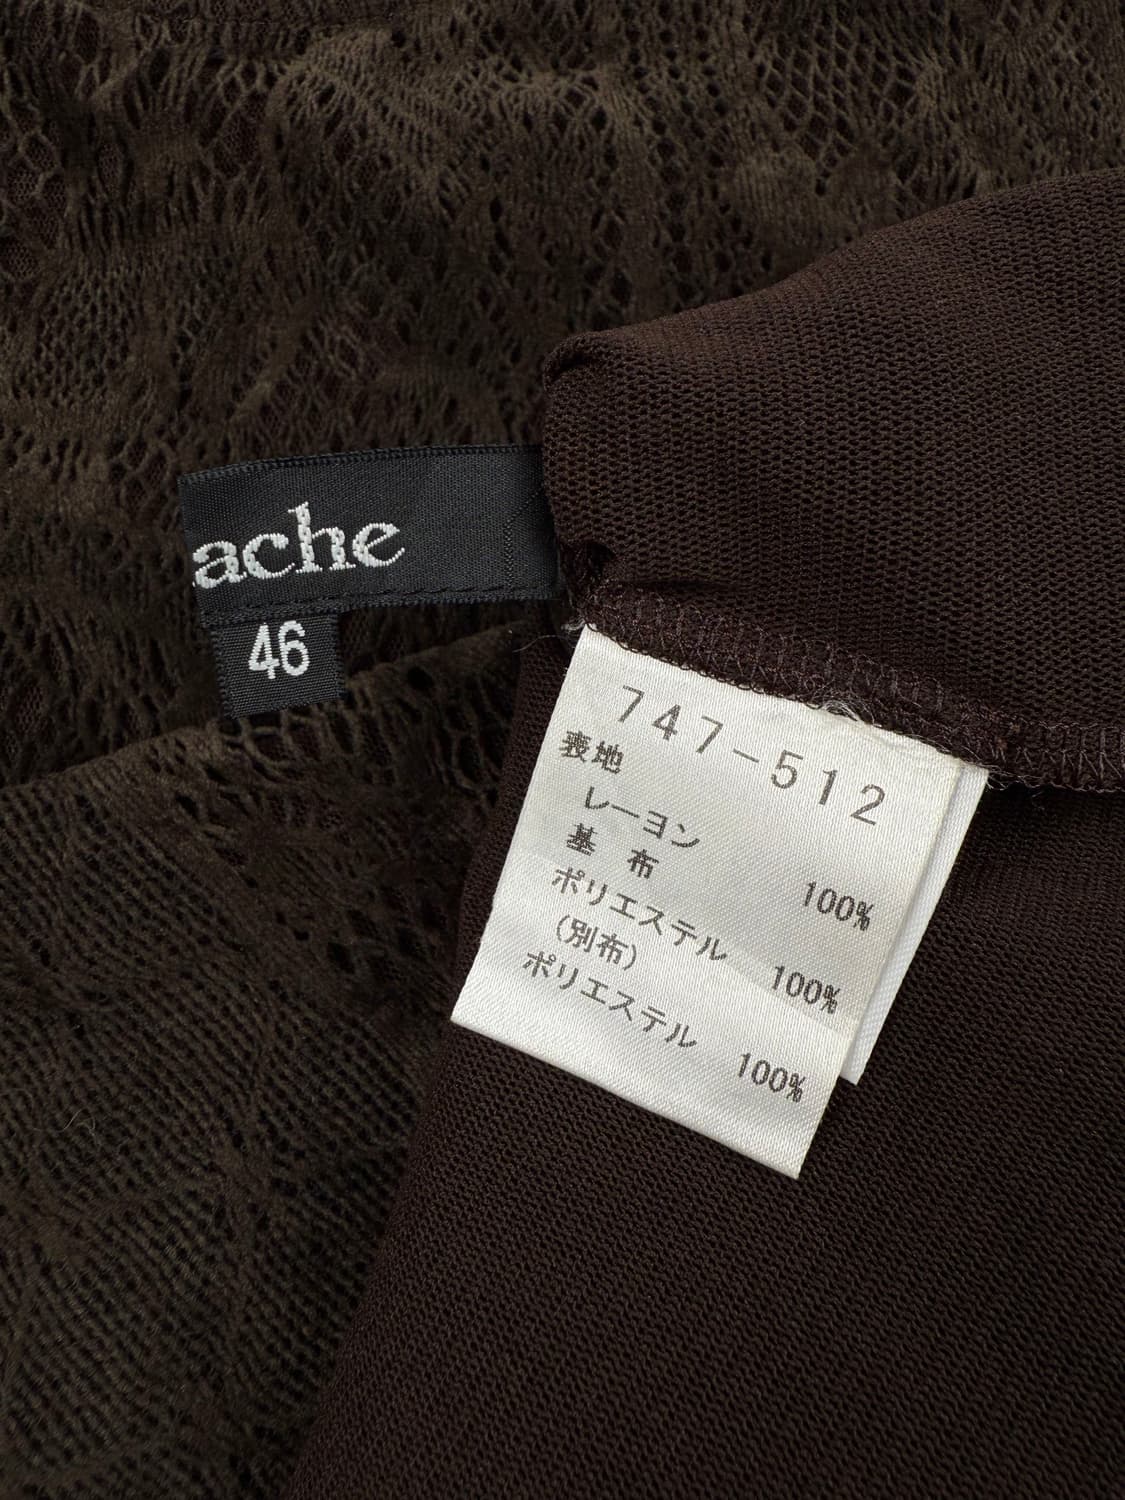 ache
46
747-512
表地
レーヨン 100%
基布
ポリエステル 100%
(別布)
ポリエステル 100%